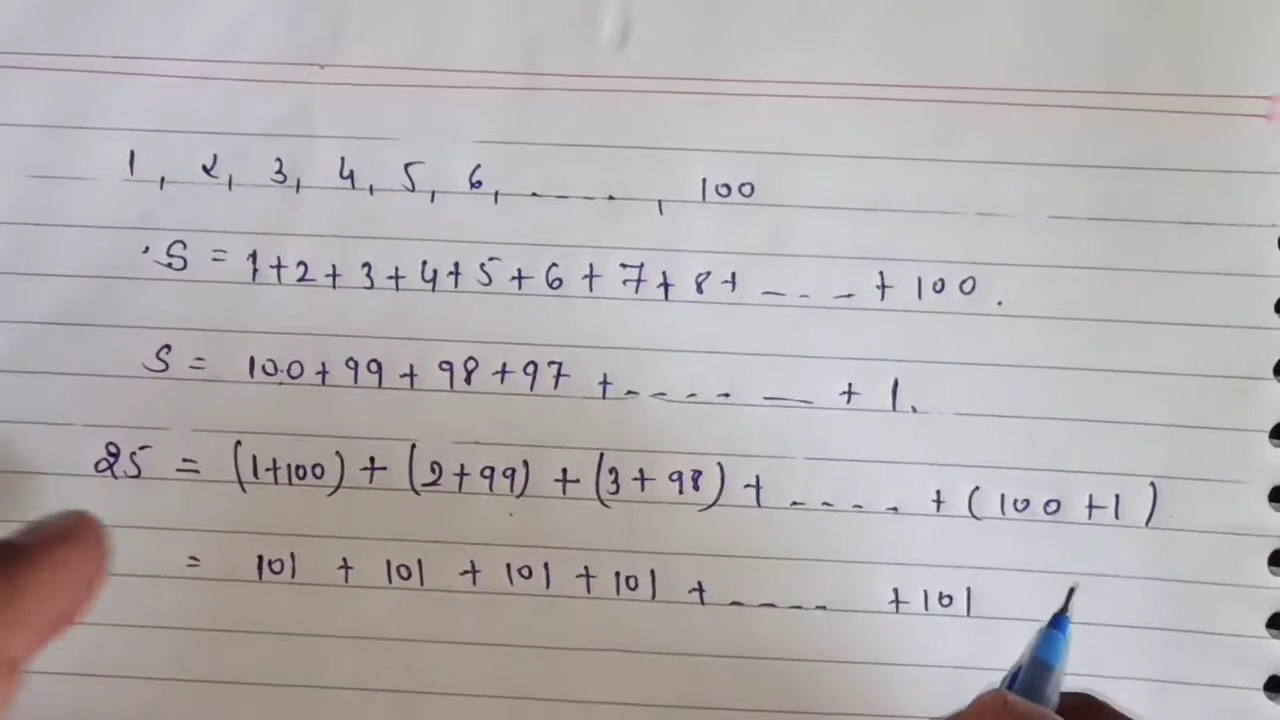 1, 2, 3, 4, 5, 6, ......, 100
S = 1+2+3+4+5+6+7+8+ ---- +100.
S = 100+99+98+97+ ------ +1.
2S = (1+100)+(2+99)+(3+98)+ ---- +(100+1)
= 101 + 101 + 101 + 101 + ---- +101